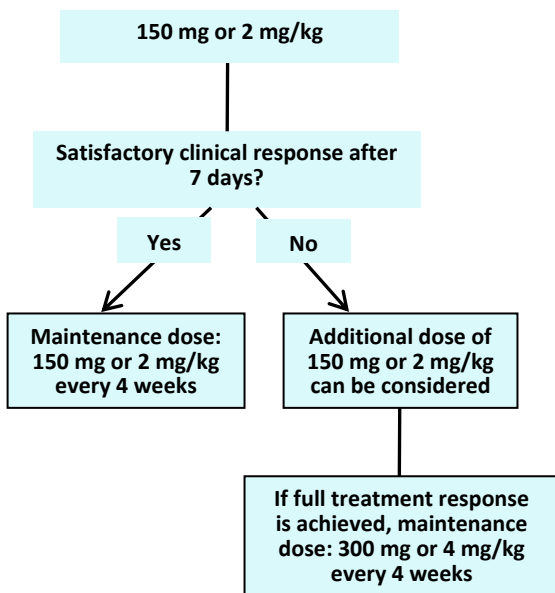 150 mg or 2 mg/kg
Satisfactory clinical response after
7 days?
Yes
No
Maintenance dose:
150 mg or 2 mg/kg
every 4 weeks
Additional dose of
150 mg or 2 mg/kg
can be considered
If full treatment response
is achieved, maintenance
dose: 300 mg or 4 mg/kg
every 4 weeks